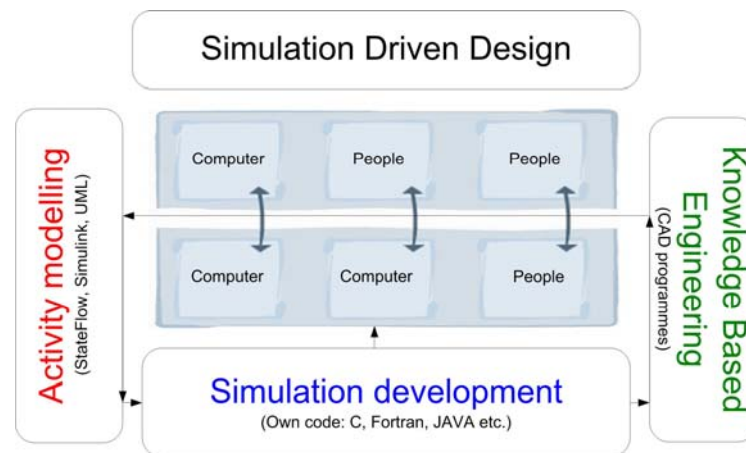 Simulation Driven Design
Activity modelling
(StateFlow, Simulink, UML)
Computer
People
People
Computer
Computer
People
Knowledge Based
Engineering
(CAD programmes)
Simulation development
(Own code: C, Fortran, JAVA etc.)